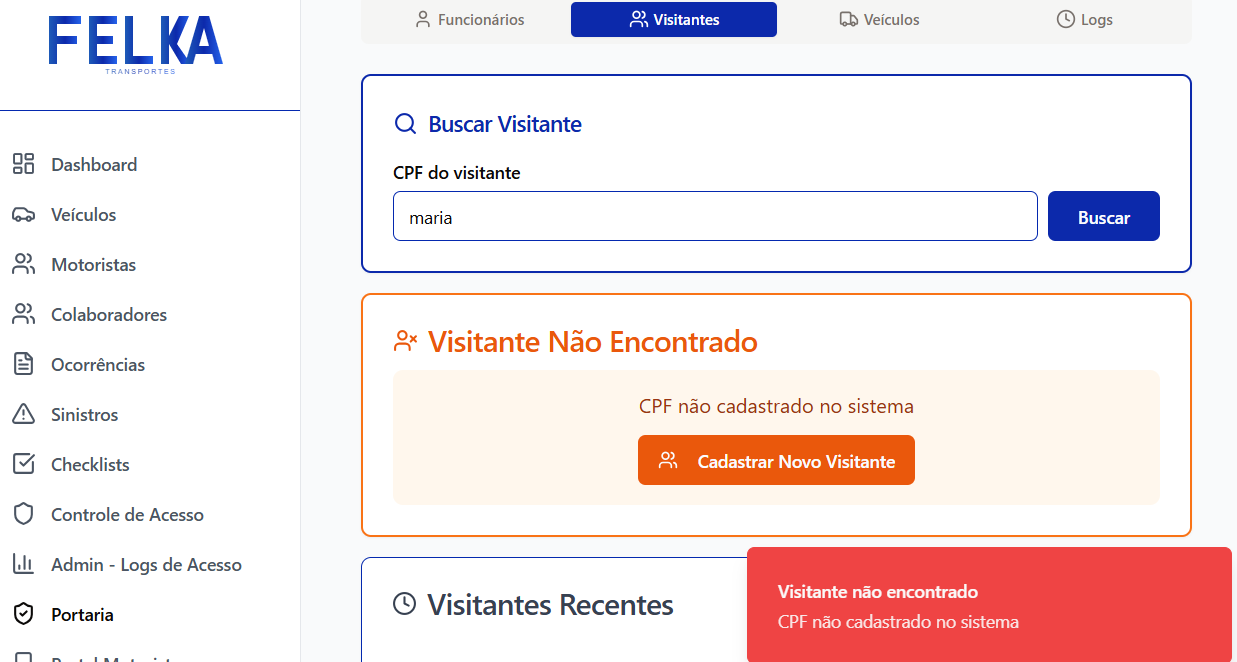 FELKA
TRANSPORTES
Dashboard
Veículos
Motoristas
Colaboradores
Ocorrências
Sinistros
Checklists
Controle de Acesso
Admin - Logs de Acesso
Portaria
Funcionários
Visitantes
Veículos
Logs
Buscar Visitante
CPF do visitante
maria
Buscar
Visitante Não Encontrado
CPF não cadastrado no sistema
Cadastrar Novo Visitante
Visitantes Recentes
Visitante não encontrado
CPF não cadastrado no sistema